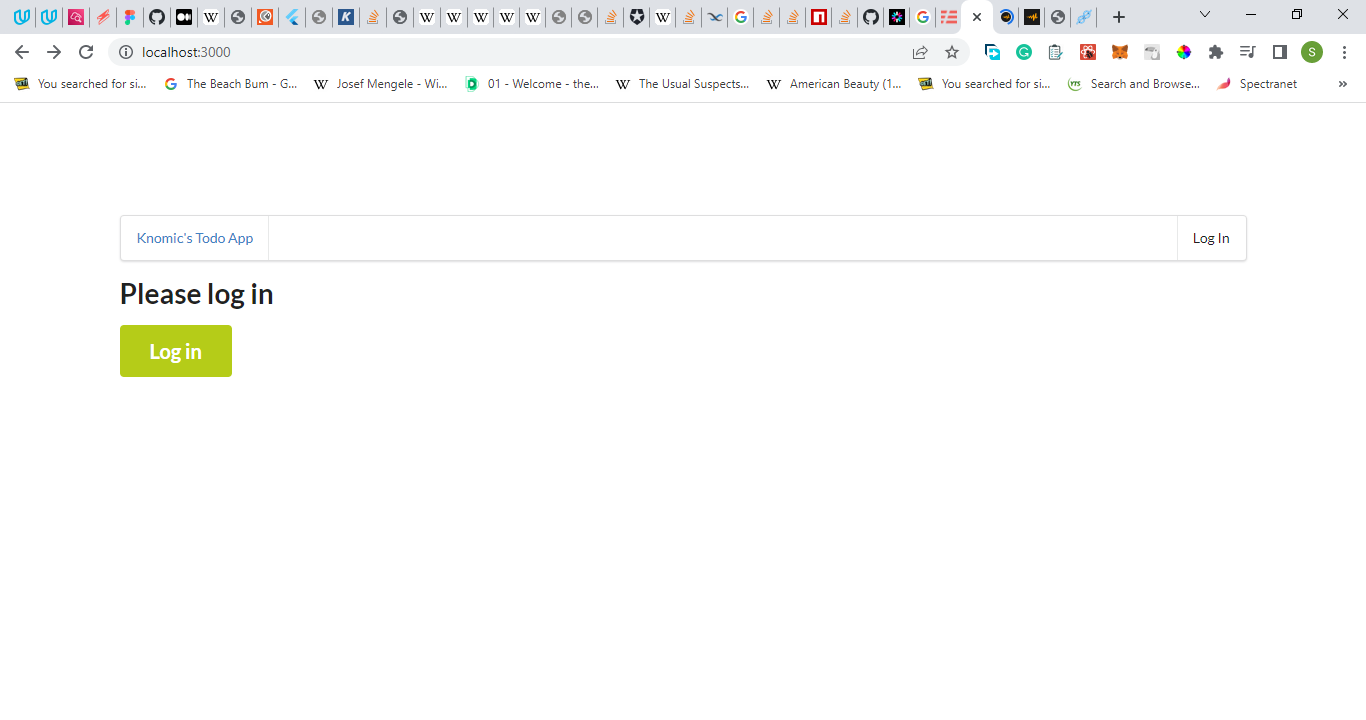 localhost:3000
S
You searched for si...
The Beach Bum - G...
Josef Mengele - Wi...
01 - Welcome - the...
The Usual Suspects...
American Beauty (1...
You searched for si...
Search and Browse...
Spectranet
Knomic's Todo App
Log In
Please log in
Log in